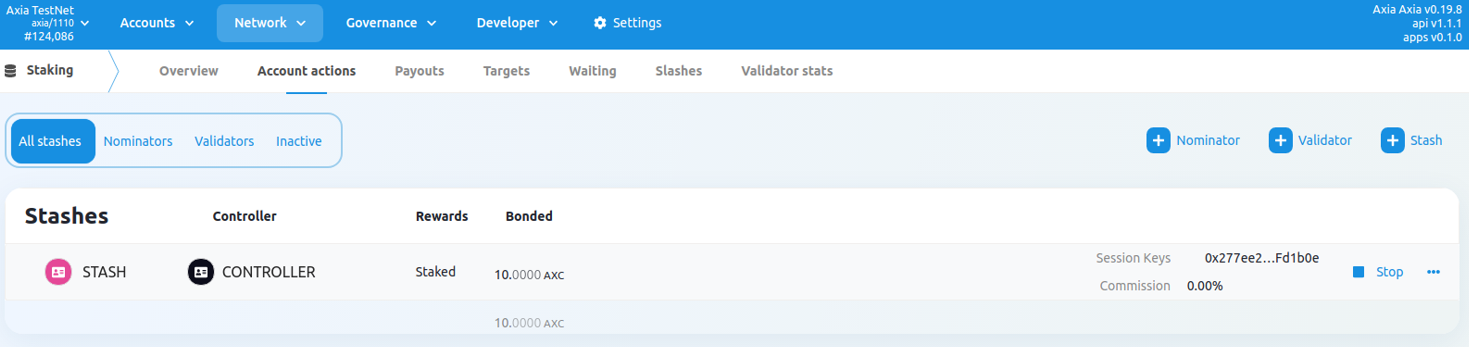 Axia TestNet
axia/1110
#124,086
Accounts
Network
Governance
Developer
Settings
Axia Axia v0.19.8
api v1.1.1
apps v0.1.0
Staking
Overview
Account actions
Payouts
Targets
Waiting
Slashes
Validator stats
All stashes
Nominators
Validators
Inactive
Nominator
Validator
Stash
Stashes
Controller
Rewards
Bonded
STASH
CONTROLLER
Staked
10.0000 AXC
Session Keys
0x277ee2...Fd1b0e
Commission
0.00%
Stop
10.0000 AXC